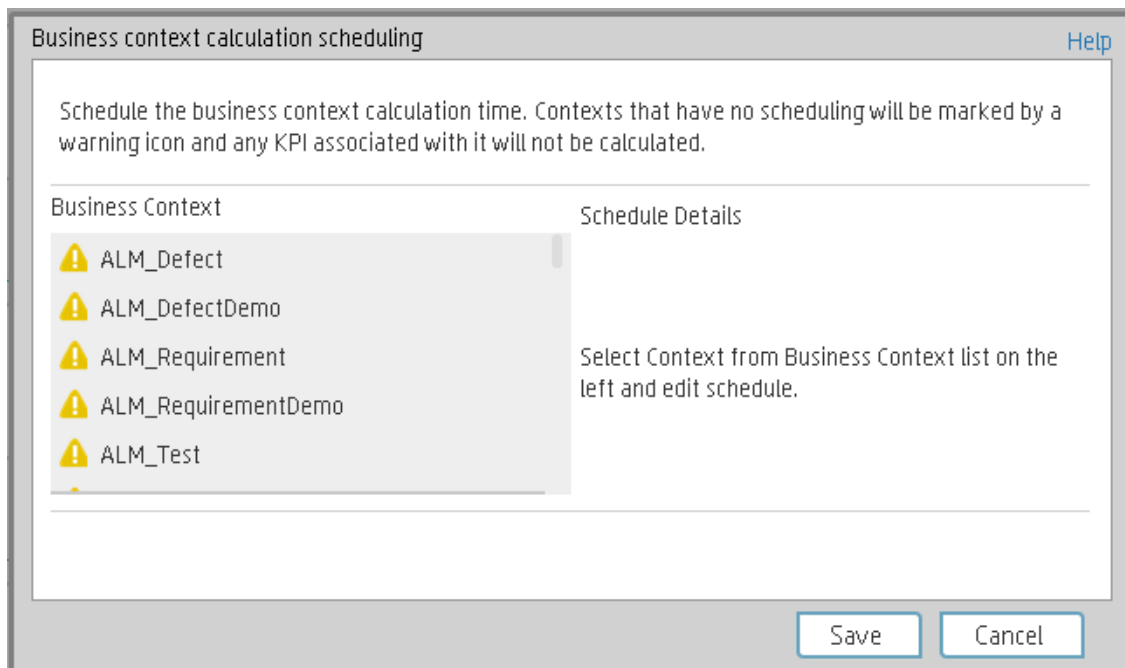 Business context calculation scheduling
Help
Schedule the business context calculation time. Contexts that have no scheduling will be marked by a
warning icon and any KPI associated with it will not be calculated.
Business Context
Schedule Details
ALM_Defect
ALM_DefectDemo
ALM_Requirement
ALM_RequirementDemo
ALM_Test
Select Context from Business Context list on the
left and edit schedule.
Save
Cancel